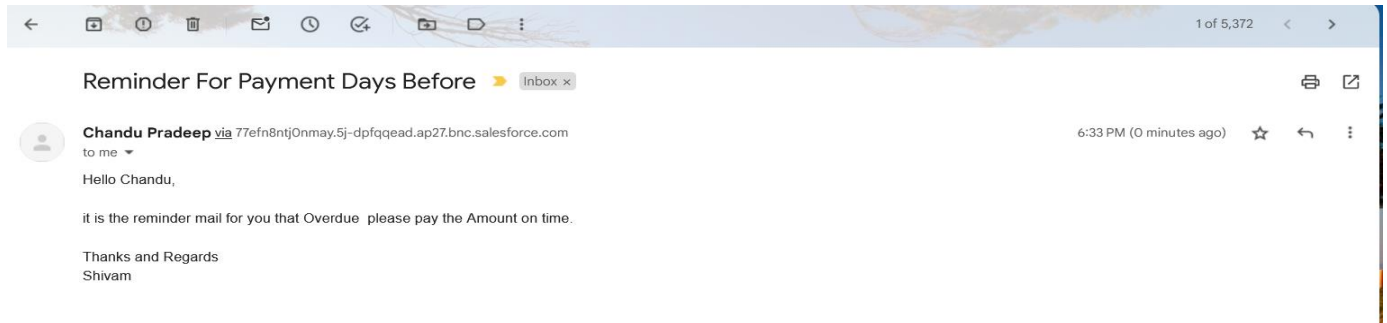 1 of 5,372
Reminder For Payment Days Before Inbox ×
Chandu Pradeep via 77efn8ntj0nmay.5j-dpfqqead.ap27.bnc.salesforce.com 6:33 PM (0 minutes ago)
to me
Hello Chandu,
it is the reminder mail for you that Overdue  please pay the Amount on time.
Thanks and Regards
Shivam